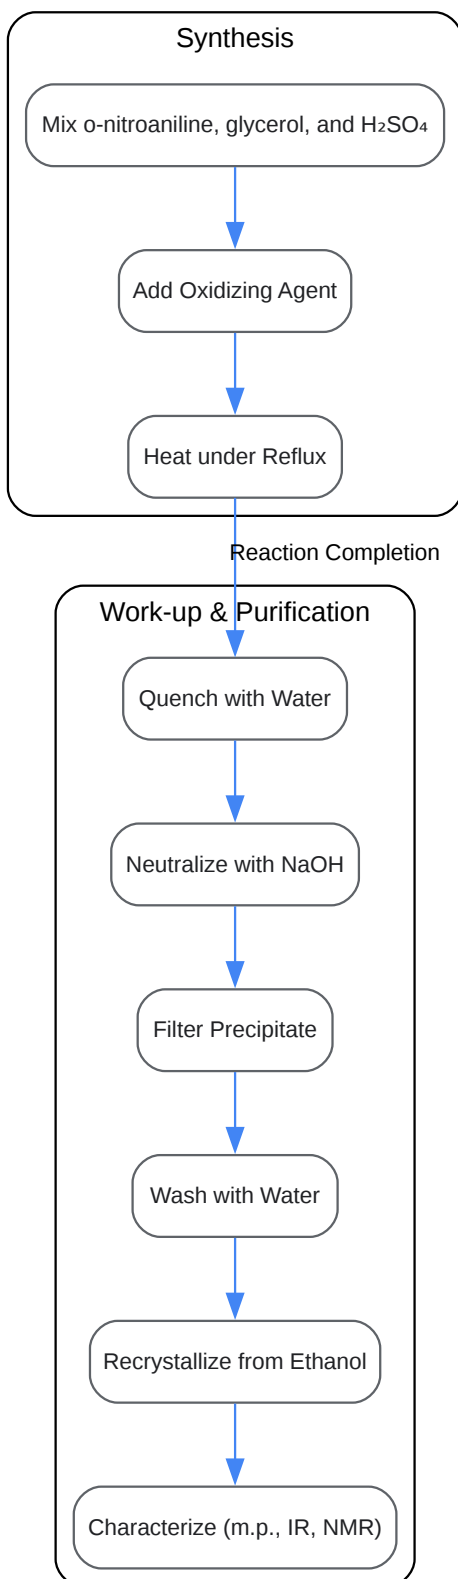 Synthesis
Mix o-nitroaniline, glycerol, and H₂SO₄
Add Oxidizing Agent
Heat under Reflux
Reaction Completion
Work-up & Purification
Quench with Water
Neutralize with NaOH
Filter Precipitate
Wash with Water
Recrystallize from Ethanol
Characterize (m.p., IR, NMR)